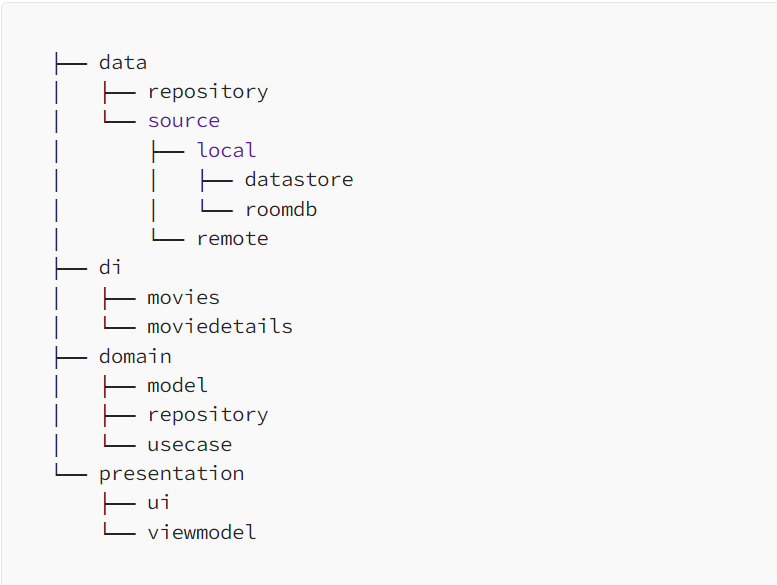 ├── data
│   ├── repository
│   └── source
│       ├── local
│       │   ├── datastore
│       │   └── roomdb
│       └── remote
├── di
│   ├── movies
│   └── moviedetails
├── domain
│   ├── model
│   ├── repository
│   └── usecase
└── presentation
    ├── ui
    └── viewmodel